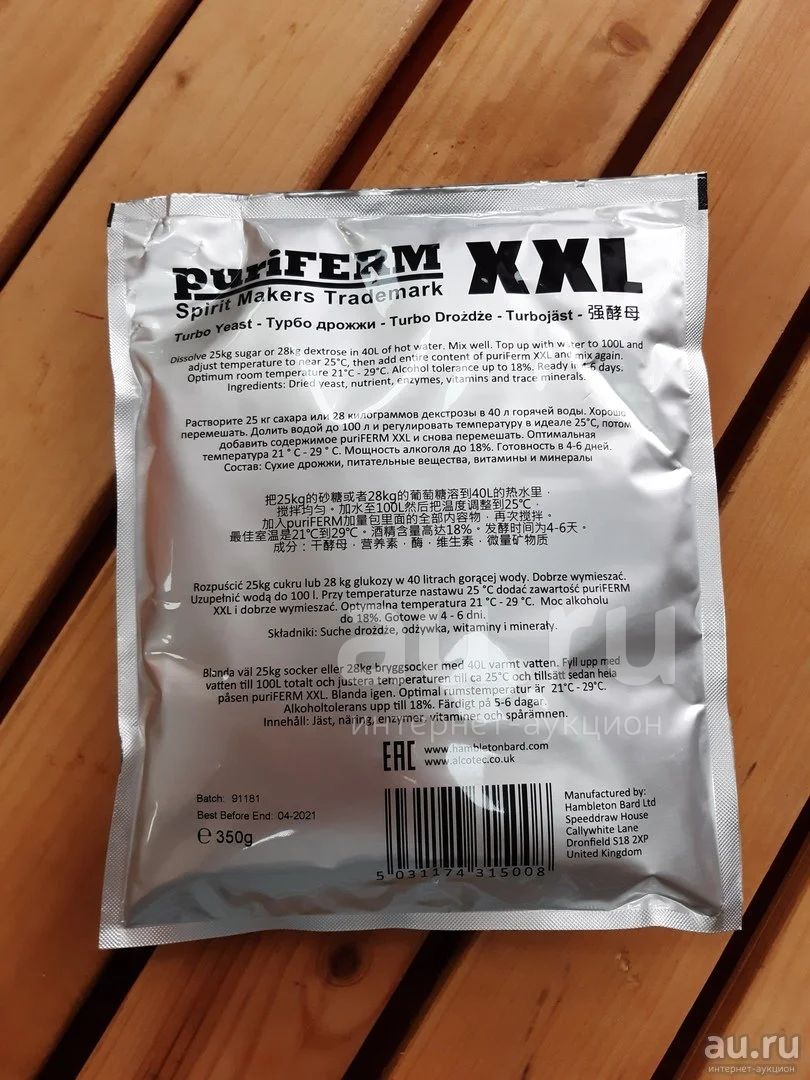 puriFERM XXL
Spirit Makers Trademark
Turbo Yeast - Турбо дрожжи - Turbo Drożdże - Turbojäst - 强酵母
Dissolve 25kg sugar or 28kg dextrose in 40L of hot water. Mix well. Top up with water to 100L and
adjust temperature to near 25°C, then add entire content of puriFerm XXL and mix again.
Optimum room temperature 21°C - 29°C. Alcohol tolerance up to 18%. Ready in 4-6 days.
Ingredients: Dried yeast, nutrient, enzymes, vitamins and trace minerals.
Растворите 25 кг сахара или 28 килограммов декстрозы в 40 л горячей воды. Хорошо
перемешать. Долить водой до 100 л и регулировать температуру в идеале 25°C, потом
добавить содержимое puriFERM XXL и снова перемешать. Оптимальная
температура 21 ° C - 29 ° C. Мощность алкоголя до 18%. Готовность в 4-6 дней.
Состав: Сухие дрожжи, питательные вещества, витамины и минералы
把25kq的砂糖或者28kg的葡萄糖溶到40L的热水里，
搅拌均匀。加水至100L然后把温度调整到25℃，
加入puriFERM加量包里面的全部内容物，再次搅拌。
最佳室温是21℃到29℃。酒精含量高达18%。发酵时间为4-6天。
成分：干酵母 · 营养素 · 酶 · 维生素 · 微量矿物质
Rozpuścić 25kg cukru lub 28 kg glukozy w 40 litrach gorącej wody. Dobrze wymieszać.
Uzupełnić wodą do 100 l. Przy temperaturze nastawu 25 °C dodać zawartość puriFERM
XXL i dobrze wymieszać. Optymalna temperatura 21 °C - 29 °C. Moc alkoholu
do 18%. Gotowe w 4 - 6 dni.
Składniki: Suche drożdże, odżywka, witaminy i minerały.
Blanda väl 25kg socker eller 28kg bryggsocker med 40L varmt vatten. Fyll upp med
vatten till 100L totalt och justera temperaturen till ca 25°C och tillsätt sedan hela
påsen puriFERM XXL. Blanda igen. Optimal rumstemperatur är 21°C - 29°C.
Alkoholtolerans upp till 18%. Färdigt på 5-6 dagar.
Innehåll: Jäst, näring, enzymer, vitaminer och spårämnen.
au.ru
интернет-аукцион
EAC
www.hambletonbard.com
www.alcotec.co.uk
Batch: 91181
Best Before End: 04-2021
℮ 350g
5 031174 315008
Manufactured by:
Hambleton Bard Ltd
Speeddraw House
Callywhite Lane
Dronfield S18 2XP
United Kingdom
au.ru
интернет-аукцион